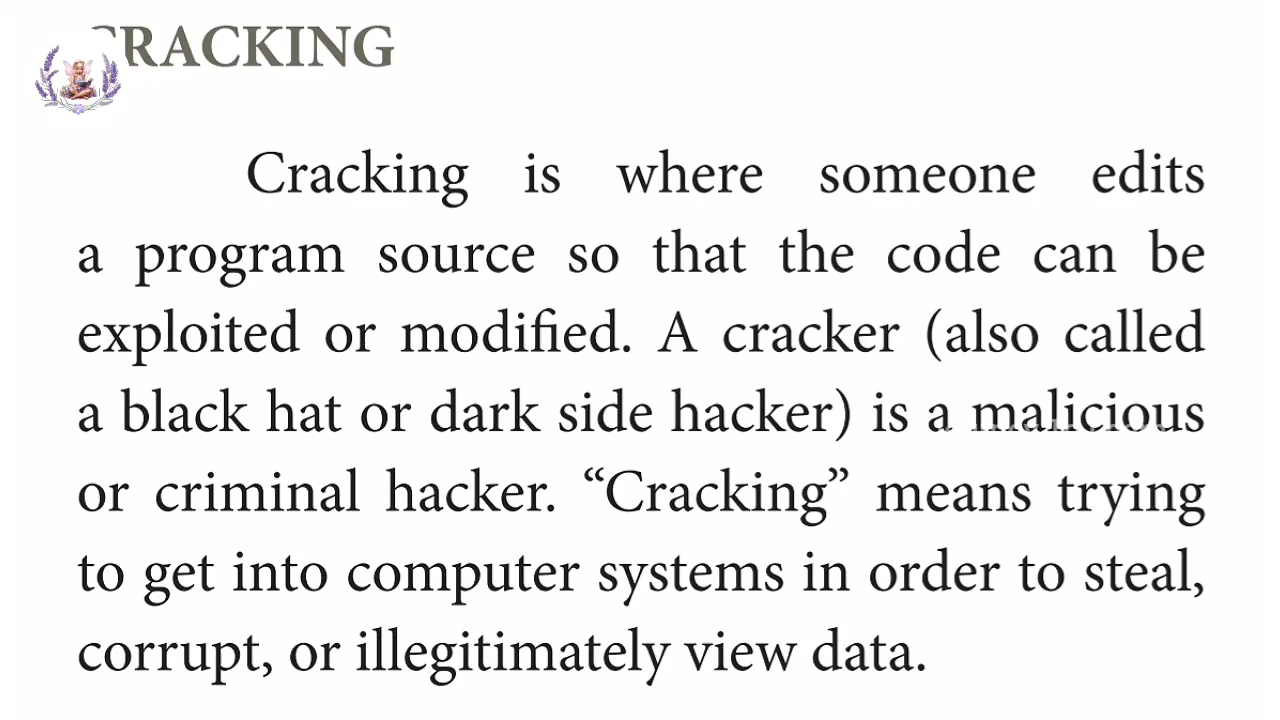 CRACKING
Cracking is where someone edits
a program source so that the code can be
exploited or modified. A cracker (also called
a black hat or dark side hacker) is a malicious
or criminal hacker. “Cracking” means trying
to get into computer systems in order to steal,
corrupt, or illegitimately view data.